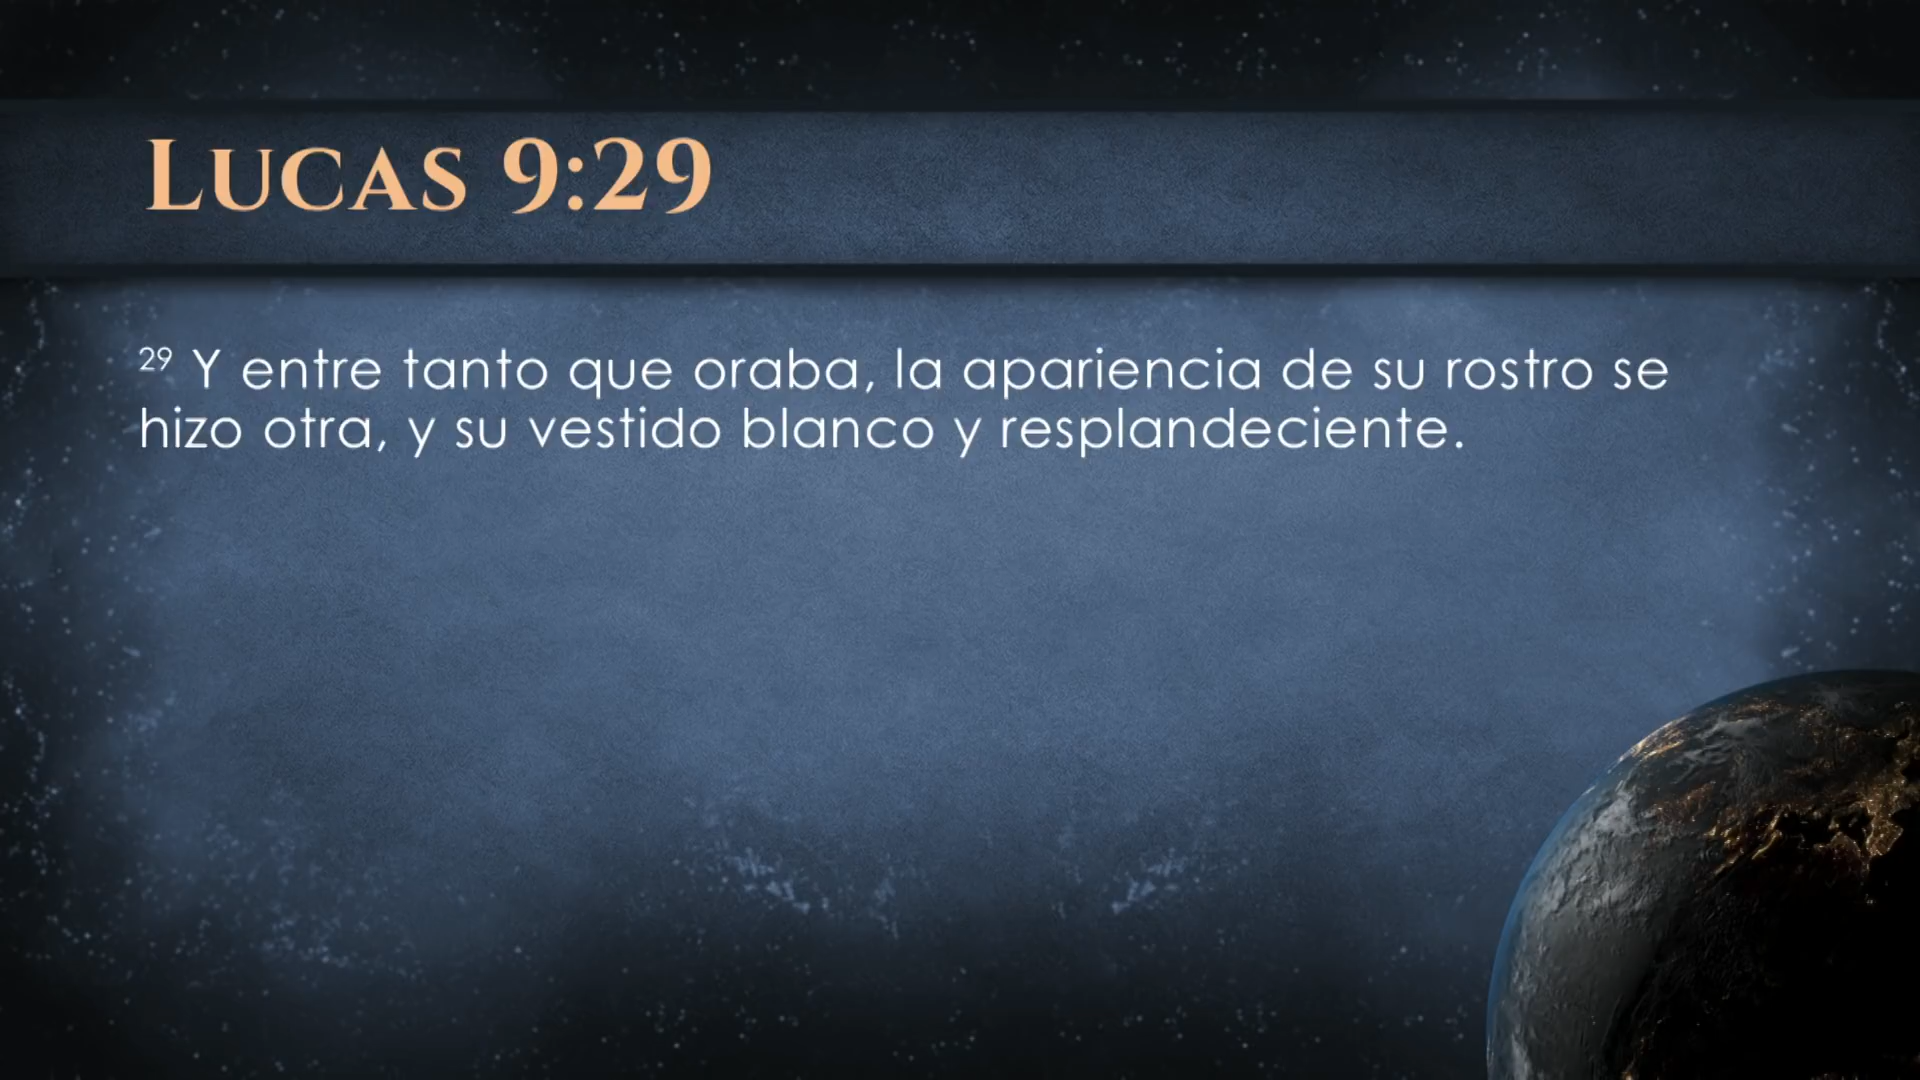 Lucas 9:29
29 Y entre tanto que oraba, la apariencia de su rostro se
hizo otra, y su vestido blanco y resplandeciente.